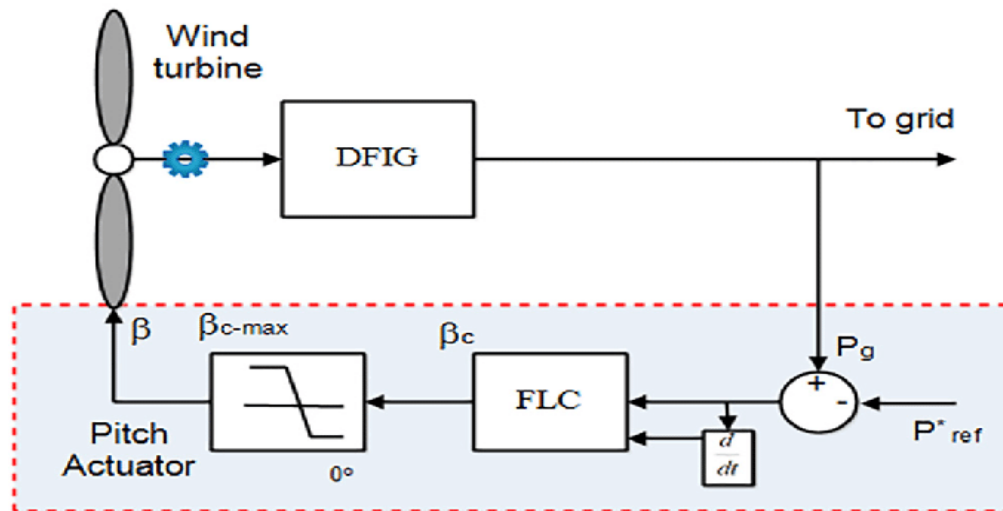 Wind
turbine
DFIG
To grid
β
βc-max
βc
Pg
FLC
+
-
P*ref
d
dt
Pitch
Actuator
0°